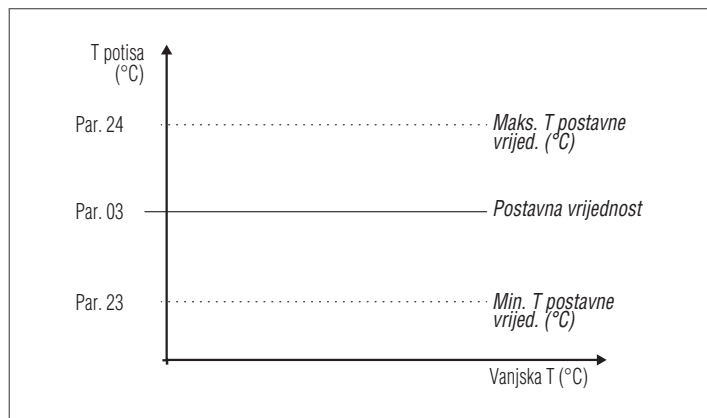 T potisa
(°C)
Par. 24
Maks. T postavne
vrijed. (°C)
Par. 03
Postavna vrijednost
Par. 23
Min. T postavne
vrijed. (°C)
Vanjska T (°C)